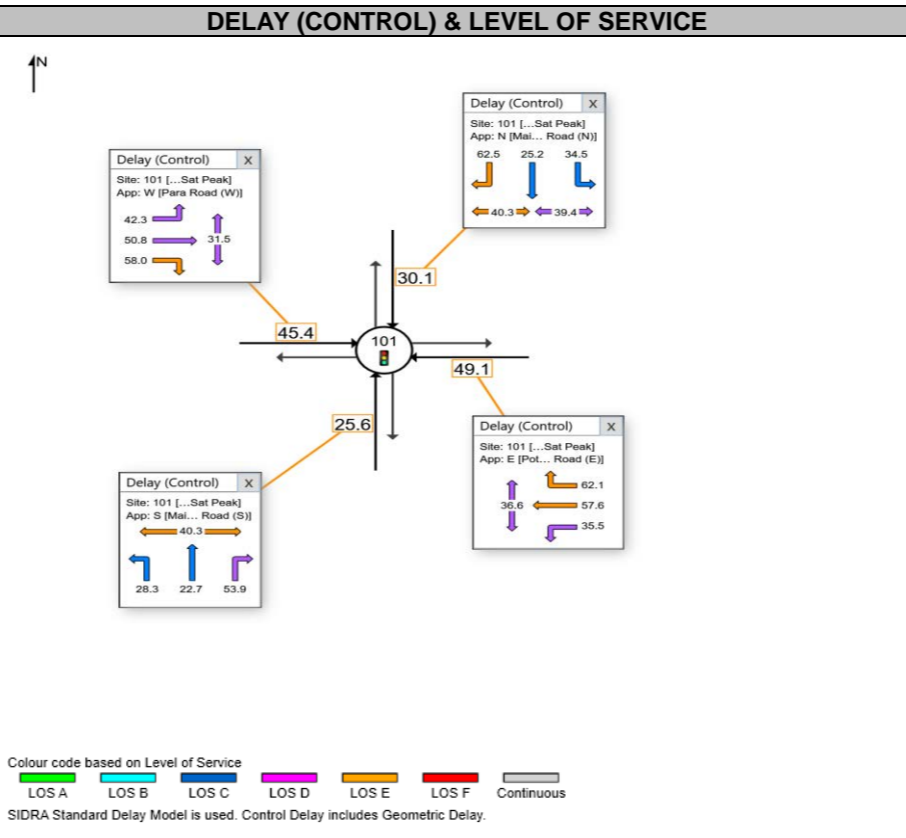 DELAY (CONTROL) & LEVEL OF SERVICE
N
Delay (Control) X
Site: 101 [...Sat Peak]
App: N [Mai... Road (N)]
62.5 25.2 34.5
40.3 39.4
Delay (Control) X
Site: 101 [...Sat Peak]
App: W [Para Road (W)]
42.3
50.8 31.5
58.0
30.1
45.4
101
49.1
25.6
Delay (Control) X
Site: 101 [...Sat Peak]
App: E [Pot... Road (E)]
62.1
36.6 57.6
35.5
Delay (Control) X
Site: 101 [...Sat Peak]
App: S [Mai... Road (S)]
40.3
28.3 22.7 53.9
Colour code based on Level of Service
LOS A LOS B LOS C LOS D LOS E LOS F Continuous
SIDRA Standard Delay Model is used. Control Delay includes Geometric Delay.